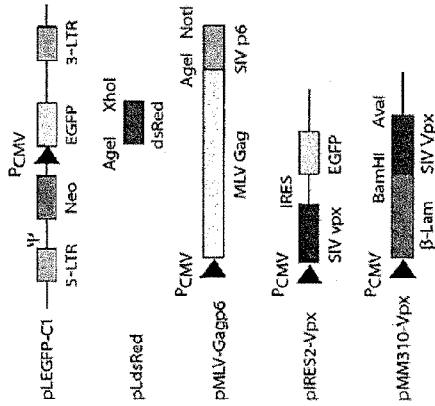 pLEGFP-C1
5-LTR
Ψ
Neo
PCMV
EGFP
3-LTR
pLdsRed
AgeI
XhoI
dsRed
pMLV-Gagp6
PCMV
MLV Gag
AgeI
NotI
SIV p6
pIRES2-Vpx
PCMV
SIV vpx
IRES
EGFP
pMM310-Vpx
PCMV
β-Lam
BamHI
SIV Vpx
AvaI